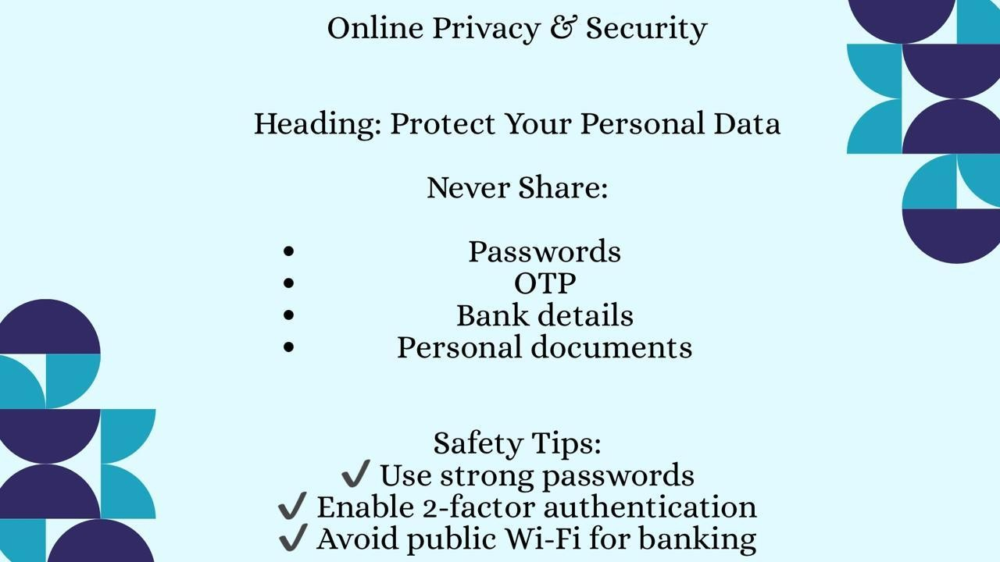 Online Privacy & Security
Heading: Protect Your Personal Data
Never Share:
• Passwords
• OTP
• Bank details
• Personal documents
Safety Tips:
✔ Use strong passwords
✔ Enable 2-factor authentication
✔ Avoid public Wi-Fi for banking